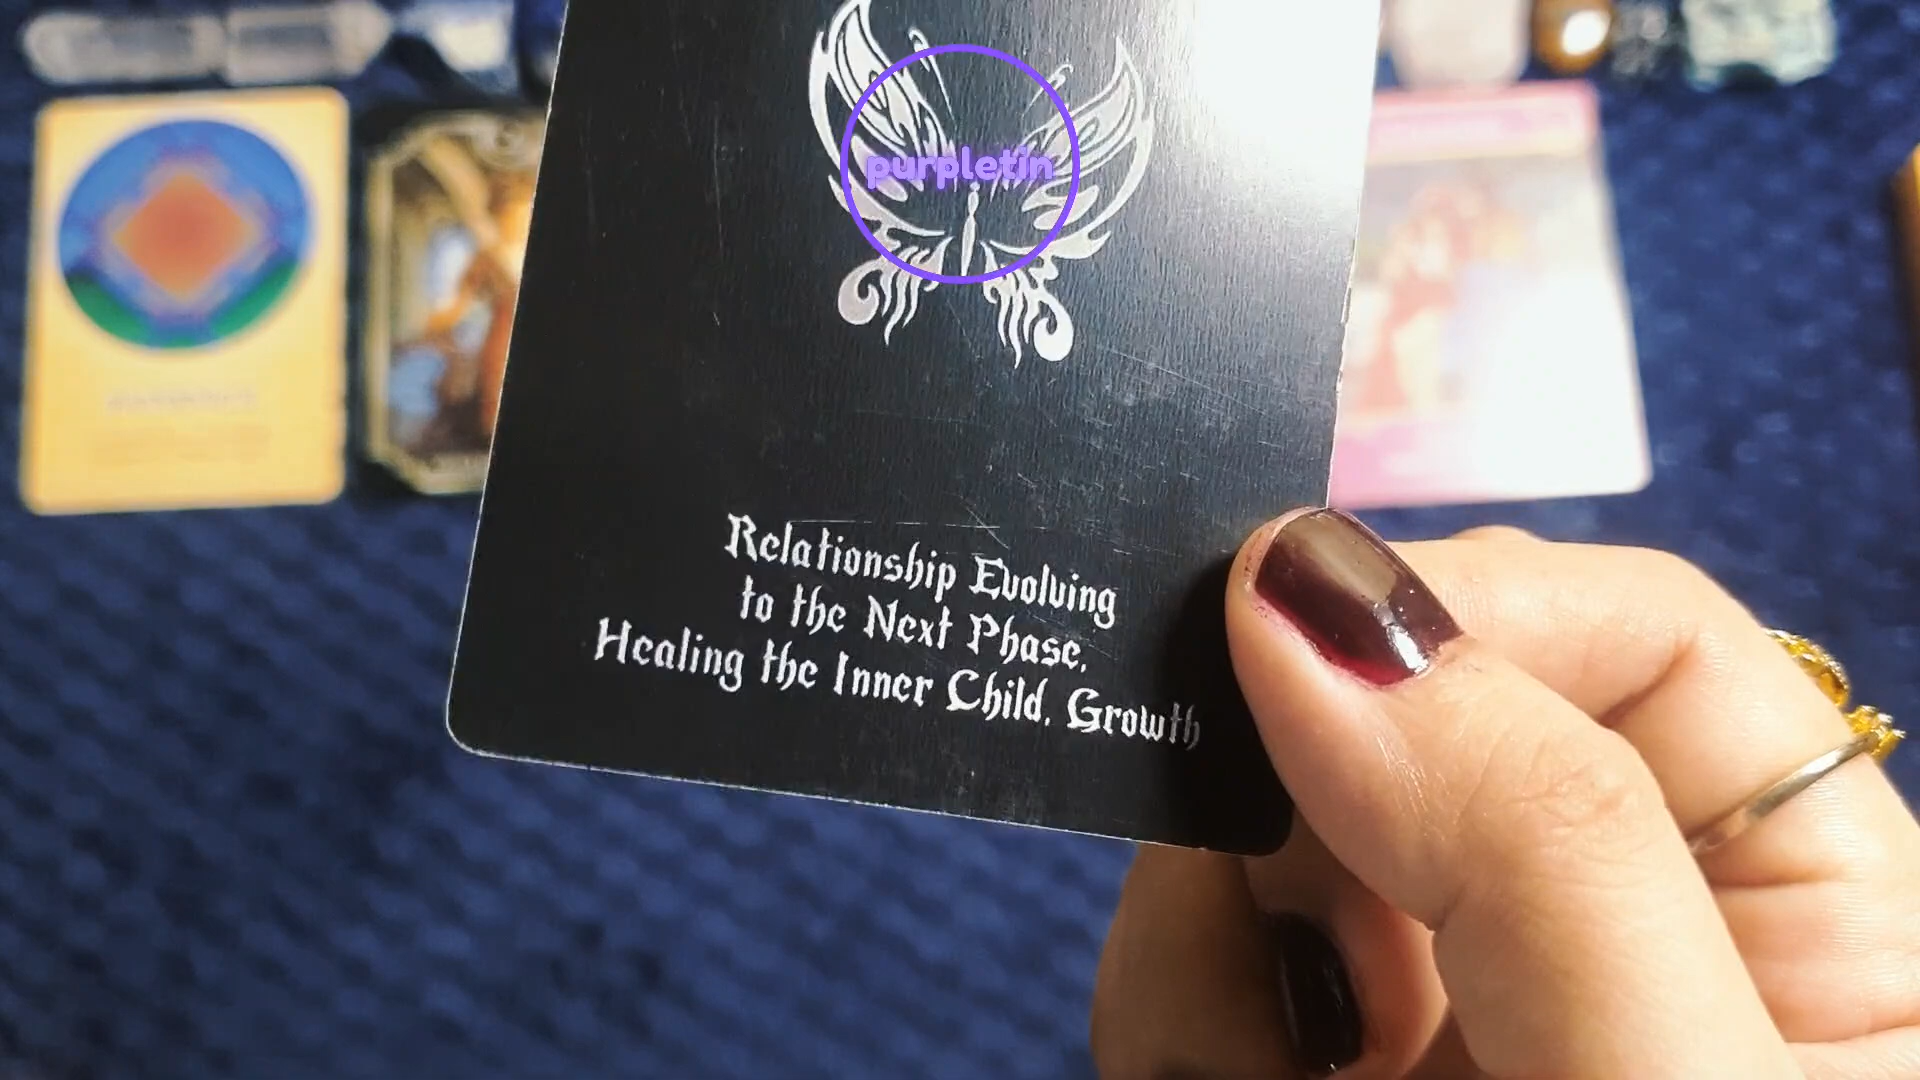 purpletin
Relationship Evolving
to the Next Phase,
Healing the Inner Child, Growth